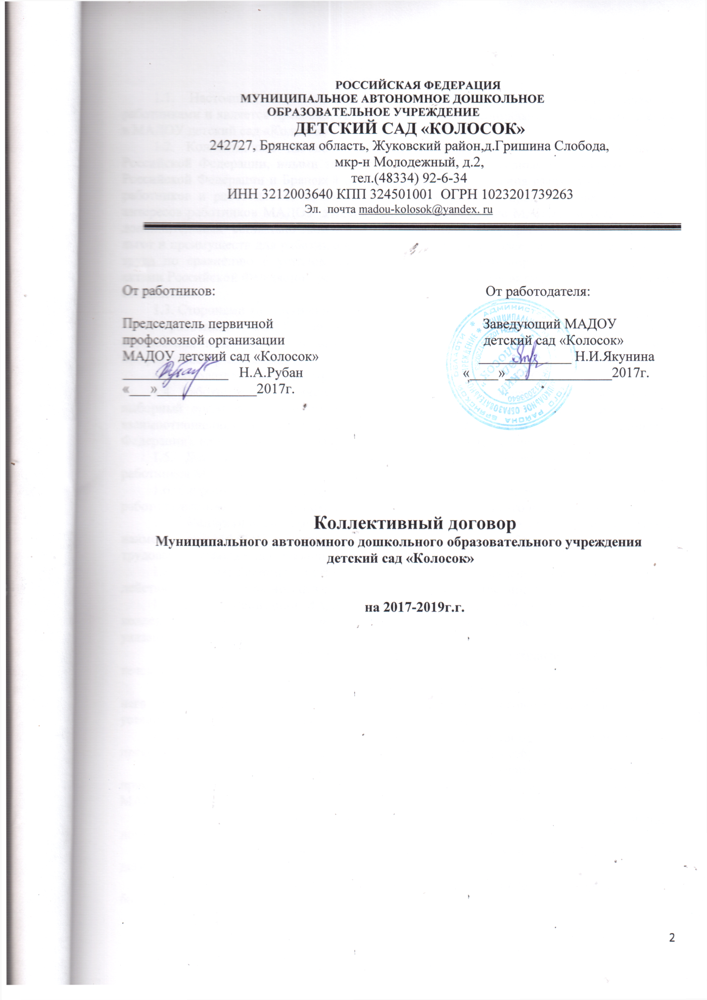 РОССИЙСКАЯ ФЕДЕРАЦИЯ
МУНИЦИПАЛЬНОЕ АВТОНОМНОЕ ДОШКОЛЬНОЕ
ОБРАЗОВАТЕЛЬНОЕ УЧРЕЖДЕНИЕ
ДЕТСКИЙ САД «КОЛОСОК»
242727, Брянская область, Жуковский район,д.Гришина Слобода,
мкр-н Молодежный, д.2,
тел.(48334) 92-6-34
ИНН 3212003640 КПП 324501001 ОГРН 1023201739263
Эл. почта madou-kolosok@yandex. ru
От работников:
Председатель первичной
профсоюзной организации
МАДОУ детский сад «Колосок»
_______________ Н.А.Рубан
«___»______________2017г.
От работодателя:
Заведующий МАДОУ
детский сад «Колосок»
_____________ Н.И.Якунина
«____»_______________2017г.
Коллективный договор
Муниципального автономного дошкольного образовательного учреждения
детский сад «Колосок»
на 2017-2019г.г.
2